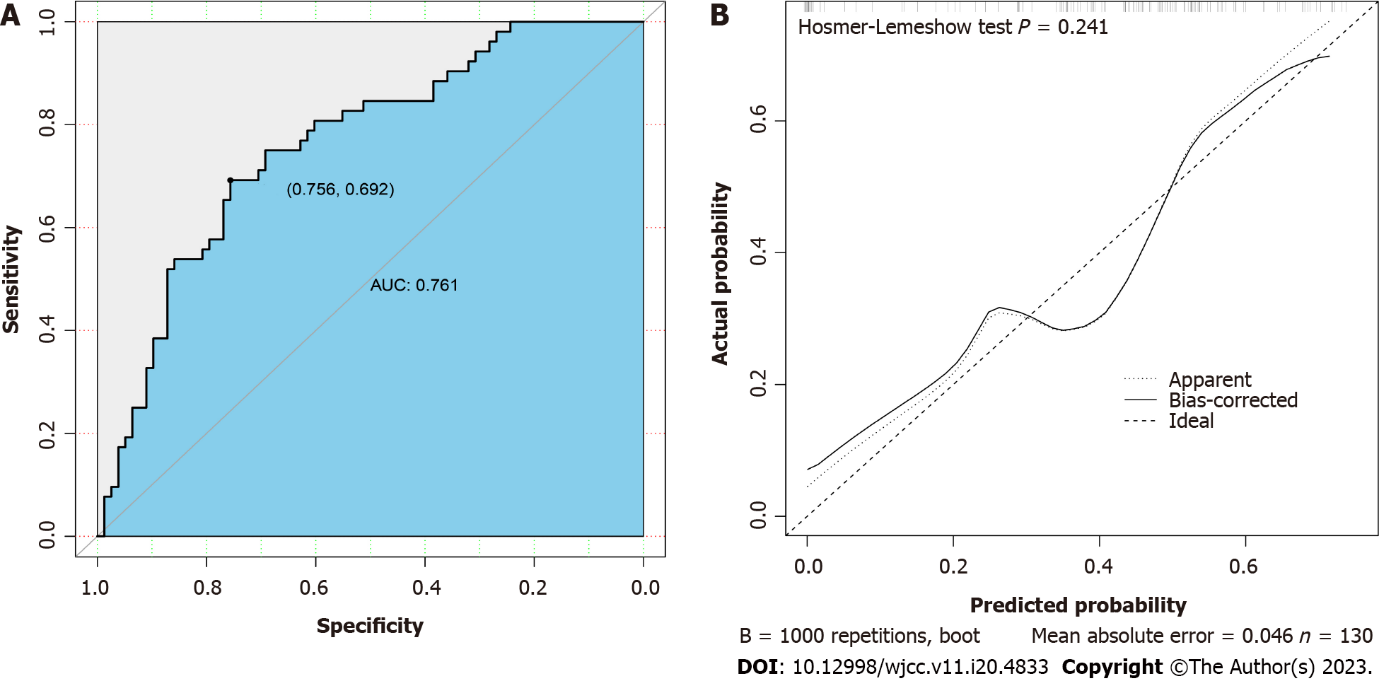 A
1.0
0.8
0.6
0.4
0.2
0.0
Sensitivity
(0.756, 0.692)
AUC: 0.761
1.0 0.8 0.6 0.4 0.2 0.0
Specificity
B
Hosmer-Lemeshow test P = 0.241
0.6
0.4
0.2
0.0
Actual probability
Apparent
Bias-corrected
Ideal
0.0 0.2 0.4 0.6
Predicted probability
B = 1000 repetitions, boot Mean absolute error = 0.046 n = 130
DOI: 10.12998/wjcc.v11.i20.4833 Copyright ©The Author(s) 2023.